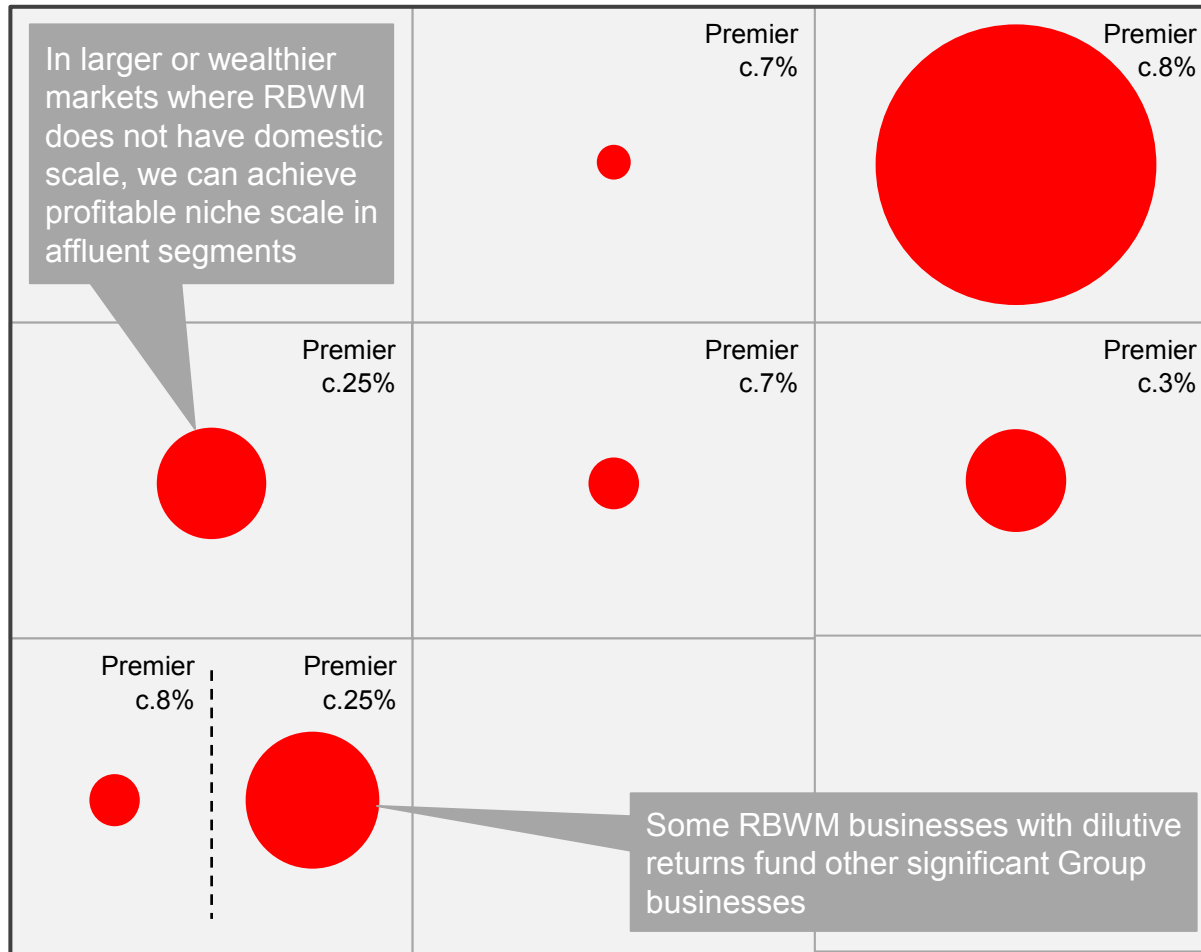 In larger or wealthier
markets where RBWM
does not have domestic
scale, we can achieve
profitable niche scale in
affluent segments
Premier
c.7%
Premier
c.8%
Premier
c.25%
Premier
c.7%
Premier
c.3%
Premier
c.8%
Premier
c.25%
Some RBWM businesses with dilutive
returns fund other significant Group
businesses